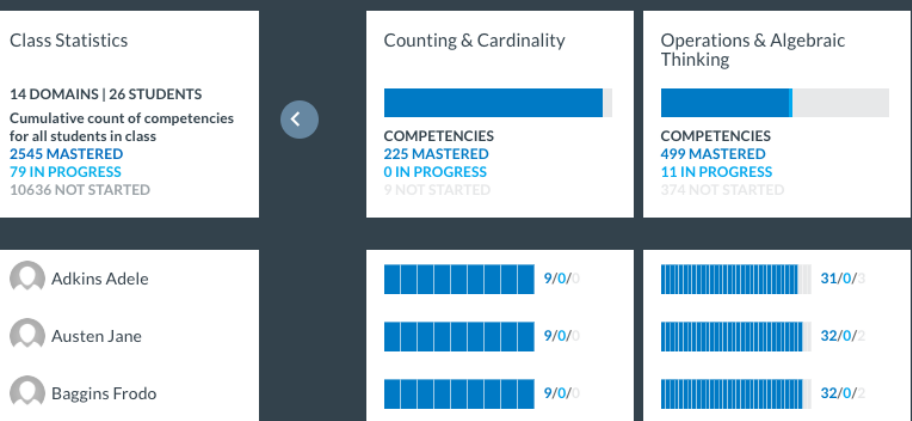 Class Statistics
14 DOMAINS | 26 STUDENTS
Cumulative count of competencies
for all students in class
2545 MASTERED
79 IN PROGRESS
10636 NOT STARTED
Counting & Cardinality
COMPETENCIES
225 MASTERED
0 IN PROGRESS
9 NOT STARTED
Operations & Algebraic
Thinking
COMPETENCIES
499 MASTERED
11 IN PROGRESS
374 NOT STARTED
Adkins Adele
9/0/0
31/0/3
Austen Jane
9/0/0
32/0/2
Baggins Frodo
9/0/0
32/0/2